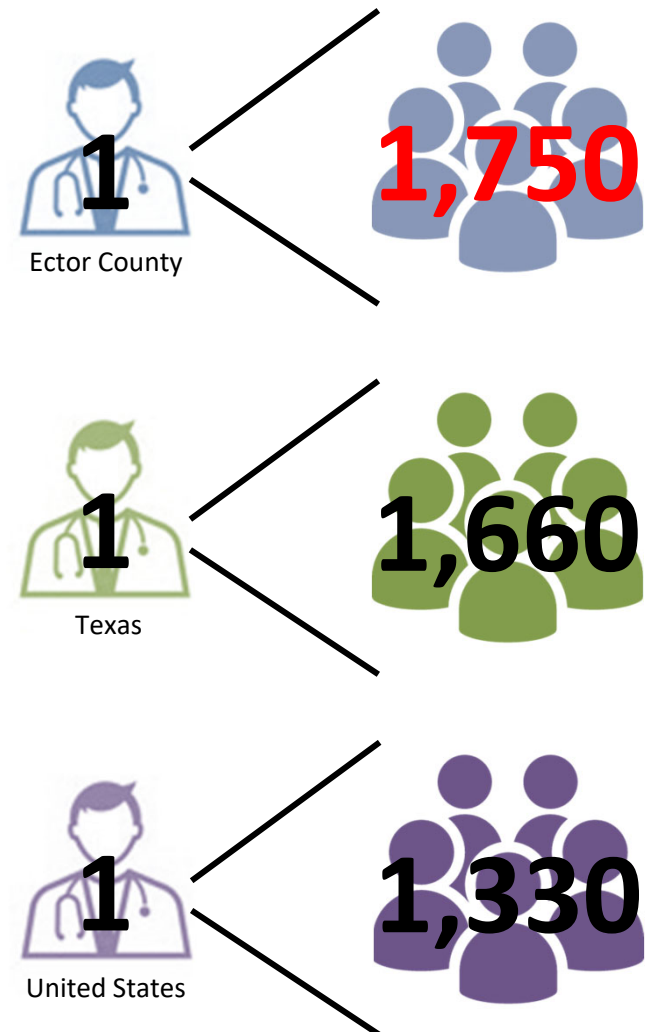 1
1,750
Ector County
1
1,660
Texas
1
1,330
United States